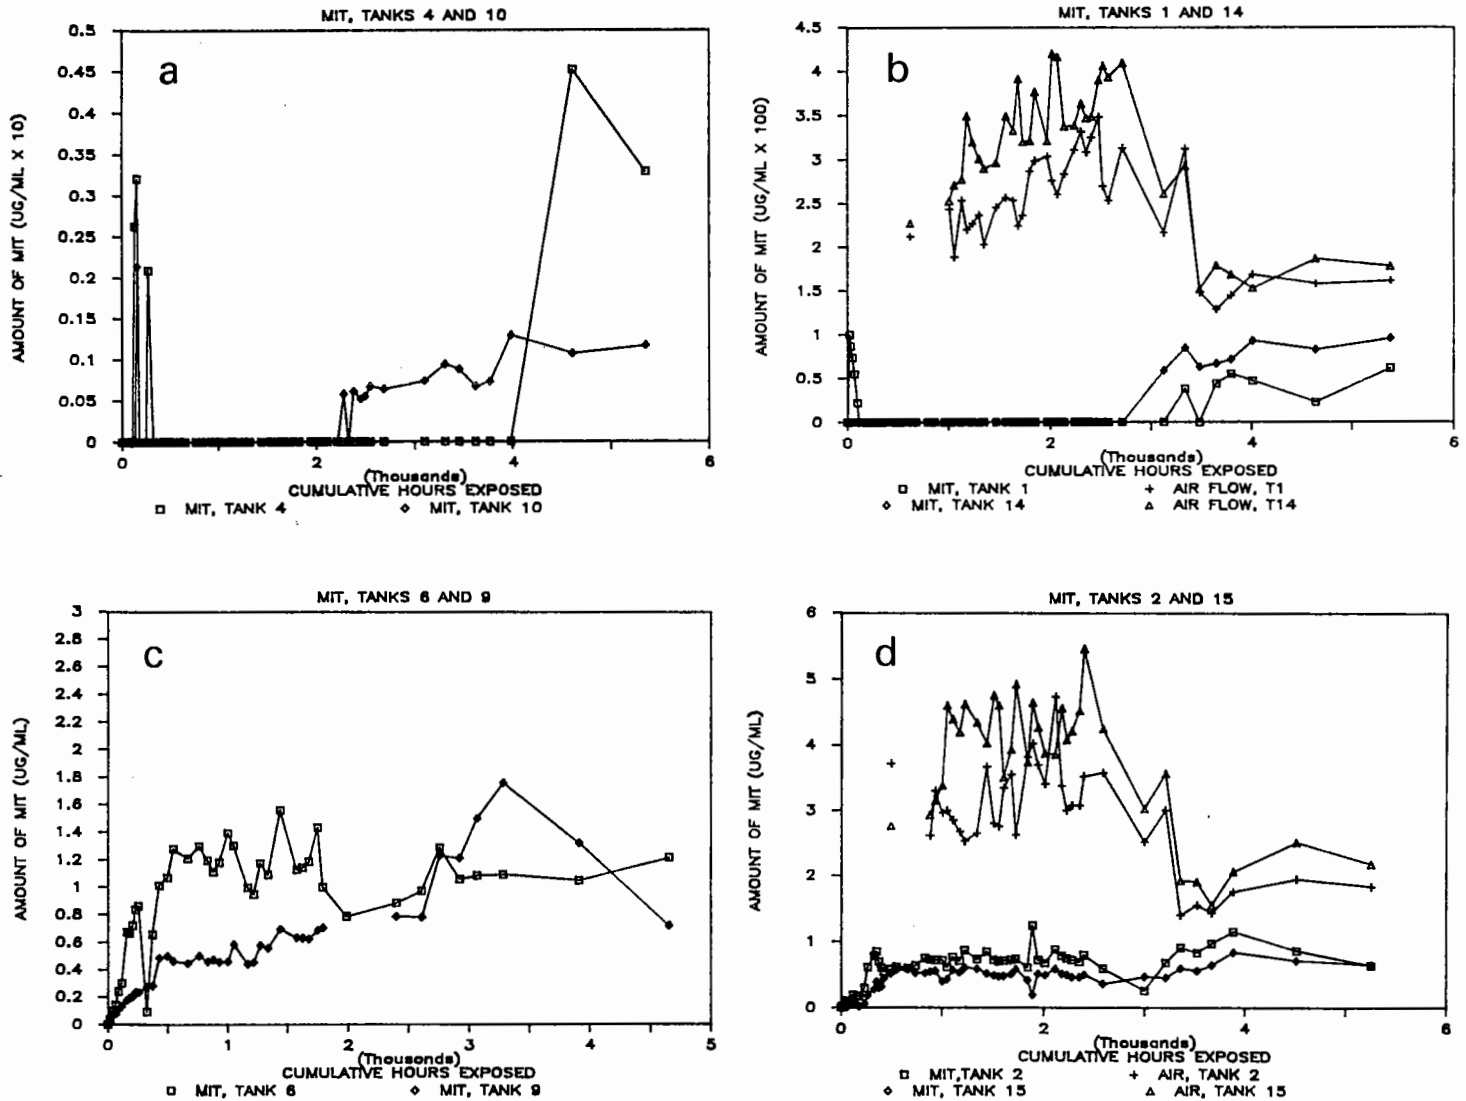 MIT, TANKS 4 AND 10
a
AMOUNT OF MIT (UG/ML X 10)
0.5
0.45
0.4
0.35
0.3
0.25
0.2
0.15
0.1
0.05
0
0 2 4 6
(Thousands)
CUMULATIVE HOURS EXPOSED
MIT, TANK 4 MIT, TANK 10
MIT, TANKS 1 AND 14
b
AMOUNT OF MIT (UG/ML X 100)
4.5
4
3.5
3
2.5
2
1.5
1
0.5
0
0 2 4 6
(Thousands)
CUMULATIVE HOURS EXPOSED
MIT, TANK 1 AIR FLOW, T1
MIT, TANK 14 AIR FLOW, T14
MIT, TANKS 6 AND 9
c
AMOUNT OF MIT (UG/ML)
3
2.8
2.6
2.4
2.2
2
1.8
1.6
1.4
1.2
1
0.8
0.6
0.4
0.2
0
0 1 2 3 4 5
(Thousands)
CUMULATIVE HOURS EXPOSED
MIT, TANK 6 MIT, TANK 9
MIT, TANKS 2 AND 15
d
AMOUNT OF MIT (UG/ML)
6
5
4
3
2
1
0
0 2 4 6
(Thousands)
CUMULATIVE HOURS EXPOSED
MIT,TANK 2 AIR, TANK 2
MIT, TANK 15 AIR, TANK 15